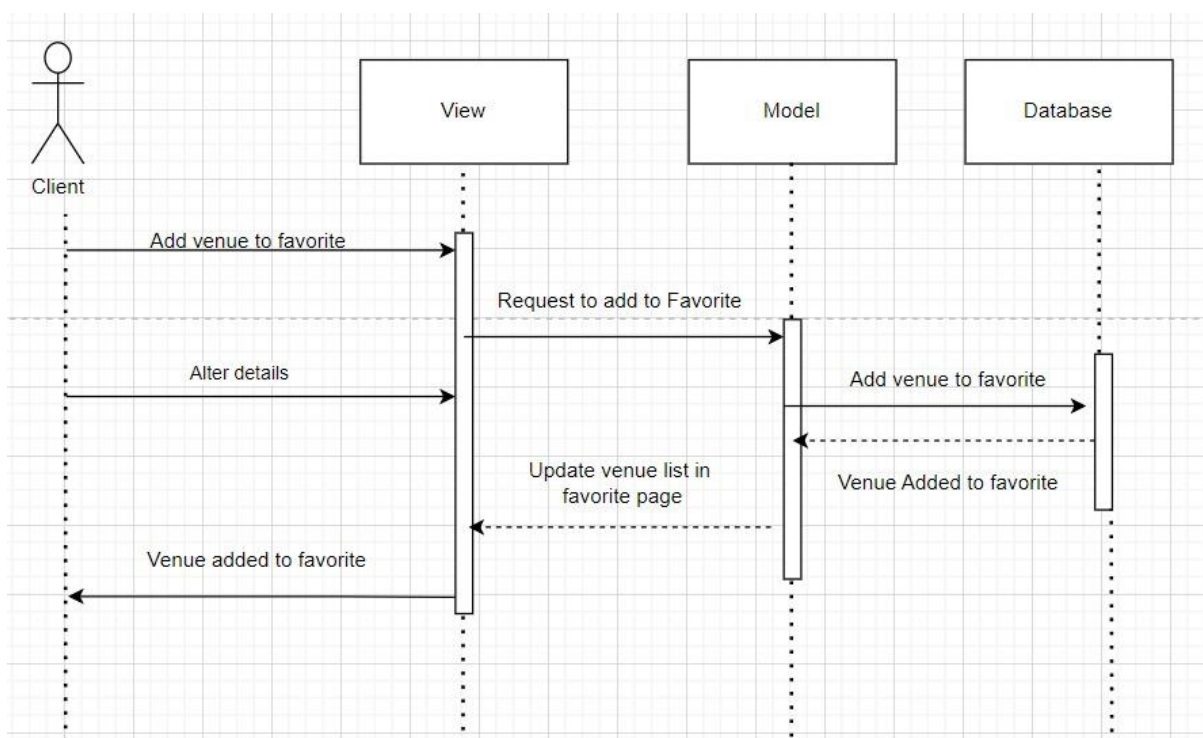 View
Model
Database
Client
Add venue to favorite
Request to add to Favorite
Alter details
Add venue to favorite
Update venue list in
favorite page
Venue Added to favorite
Venue added to favorite